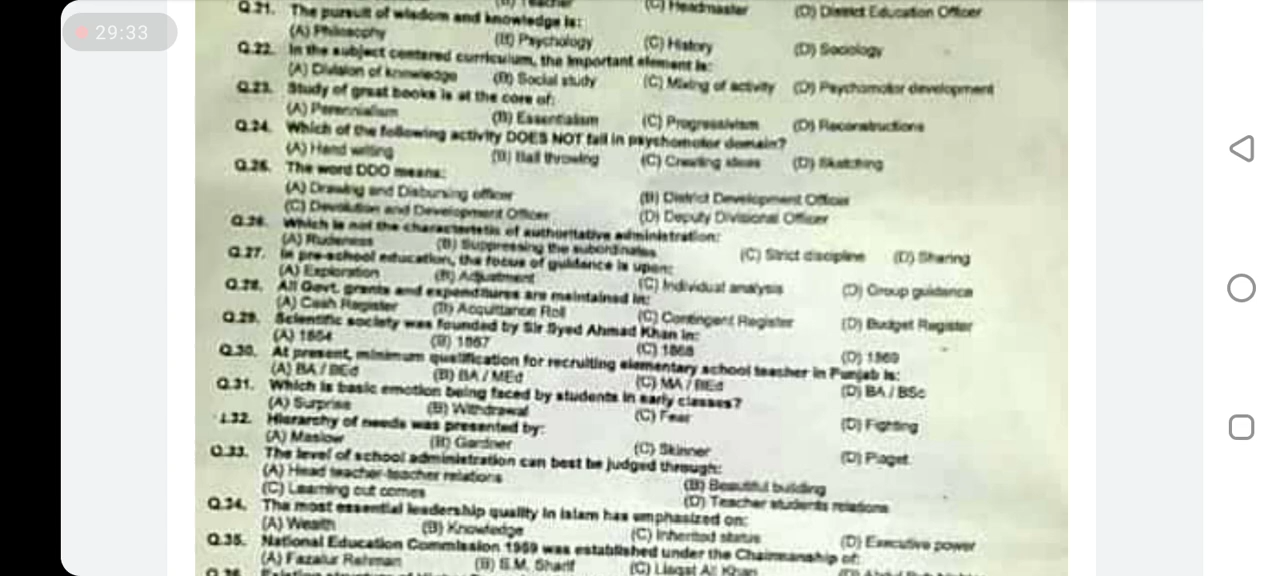 29:33
(B) Teacher (C) Headmaster (D) District Education Officer
Q.21. The pursuit of wisdom and knowledge is:
(A) Philosophy (B) Psychology (C) History (D) Sociology
Q.22. In the subject centered curriculum, the important element is:
(A) Division of knowledge (B) Social study (C) Mixing of activity (D) Psychomotor development
Q.23. Study of great books is at the core of:
(A) Perennialism (B) Essentialism (C) Progressivism (D) Reconstructions
Q.24. Which of the following activity DOES NOT fall in psychomotor domain?
(A) Hand writing (B) Ball throwing (C) Creating ideas (D) Skatching
Q.25. The word DDO means:
(A) Drawing and Disbursing officer (B) District Development Officer
(C) Devolution and Development Officer (D) Deputy Divisional Officer
Q.26. Which is not the characteristic of authoritative administration:
(A) Rudeness (B) Suppressing the subordinates (C) Strict discipline (D) Sharing
Q.27. In pre-school education, the focus of guidance is upon:
(A) Exploration (B) Adjustment (C) Individual analysis (D) Group guidance
Q.28. All Govt. grants and expenditures are maintained in:
(A) Cash Register (B) Acquittance Roll (C) Contingent Register (D) Budget Register
Q.29. Scientific society was founded by Sir Syed Ahmad Khan in:
(A) 1864 (B) 1867 (C) 1868 (D) 1869
Q.30. At present, minimum qualification for recruiting elementary school teacher in Punjab is:
(A) BA / BEd (B) BA / MEd (C) MA / BEd (D) BA / BSc
Q.31. Which is basic emotion being faced by students in early classes?
(A) Surprise (B) Withdrawal (C) Fear (D) Fighting
.32. Hierarchy of needs was presented by:
(A) Maslow (B) Gardner (C) Skinner (D) Piaget
Q.33. The level of school administration can best be judged through:
(A) Head teacher-teacher relations (B) Beautiful building
(C) Learning out comes (D) Teacher students relations
Q.34. The most essential leadership quality in Islam has emphasized on:
(A) Wealth (B) Knowledge (C) Inherited status (D) Executive power
Q.35. National Education Commission 1959 was established under the Chairmanship of:
(A) Fazalur Rehman (B) S.M. Sharif (C) Liaqat Ali Khan
Q.36.